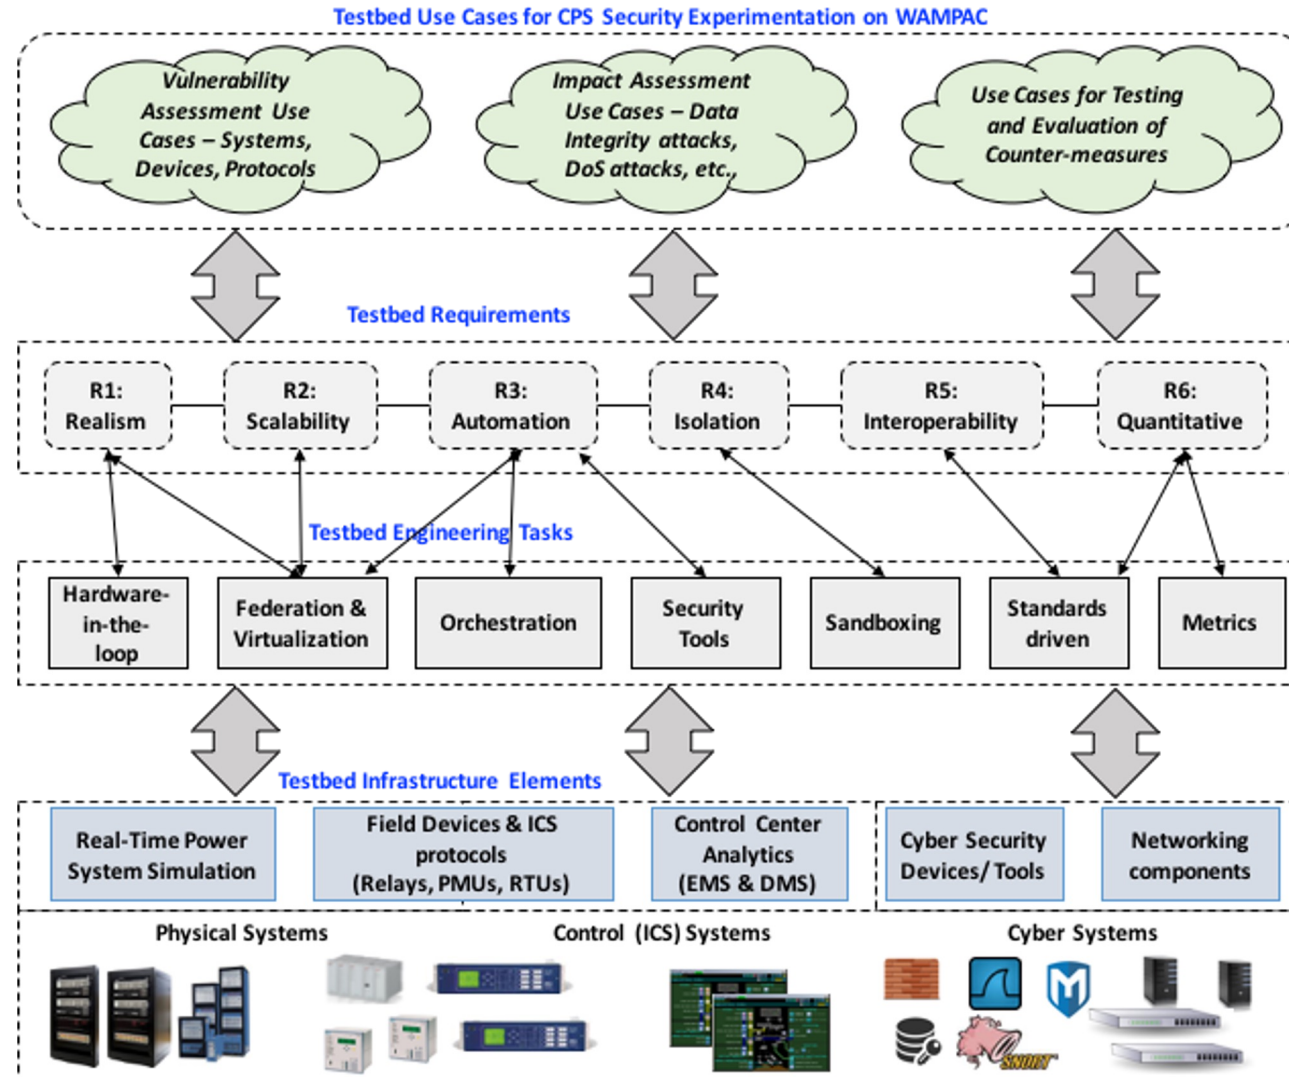 Testbed Use Cases for CPS Security Experimentation on WAMPAC
Vulnerability
Assessment Use
Cases – Systems,
Devices, Protocols
Impact Assessment
Use Cases – Data
Integrity attacks,
DoS attacks, etc.,
Use Cases for Testing
and Evaluation of
Counter-measures
Testbed Requirements
R1:
Realism
R2:
Scalability
R3:
Automation
R4:
Isolation
R5:
Interoperability
R6:
Quantitative
Testbed Engineering Tasks
Hardware-
in-the-
loop
Federation &
Virtualization
Orchestration
Security
Tools
Sandboxing
Standards
driven
Metrics
Testbed Infrastructure Elements
Real-Time Power
System Simulation
Field Devices & ICS
protocols
(Relays, PMUs, RTUs)
Control Center
Analytics
(EMS & DMS)
Cyber Security
Devices/ Tools
Networking
components
Physical Systems
Control (ICS) Systems
Cyber Systems
SNORT